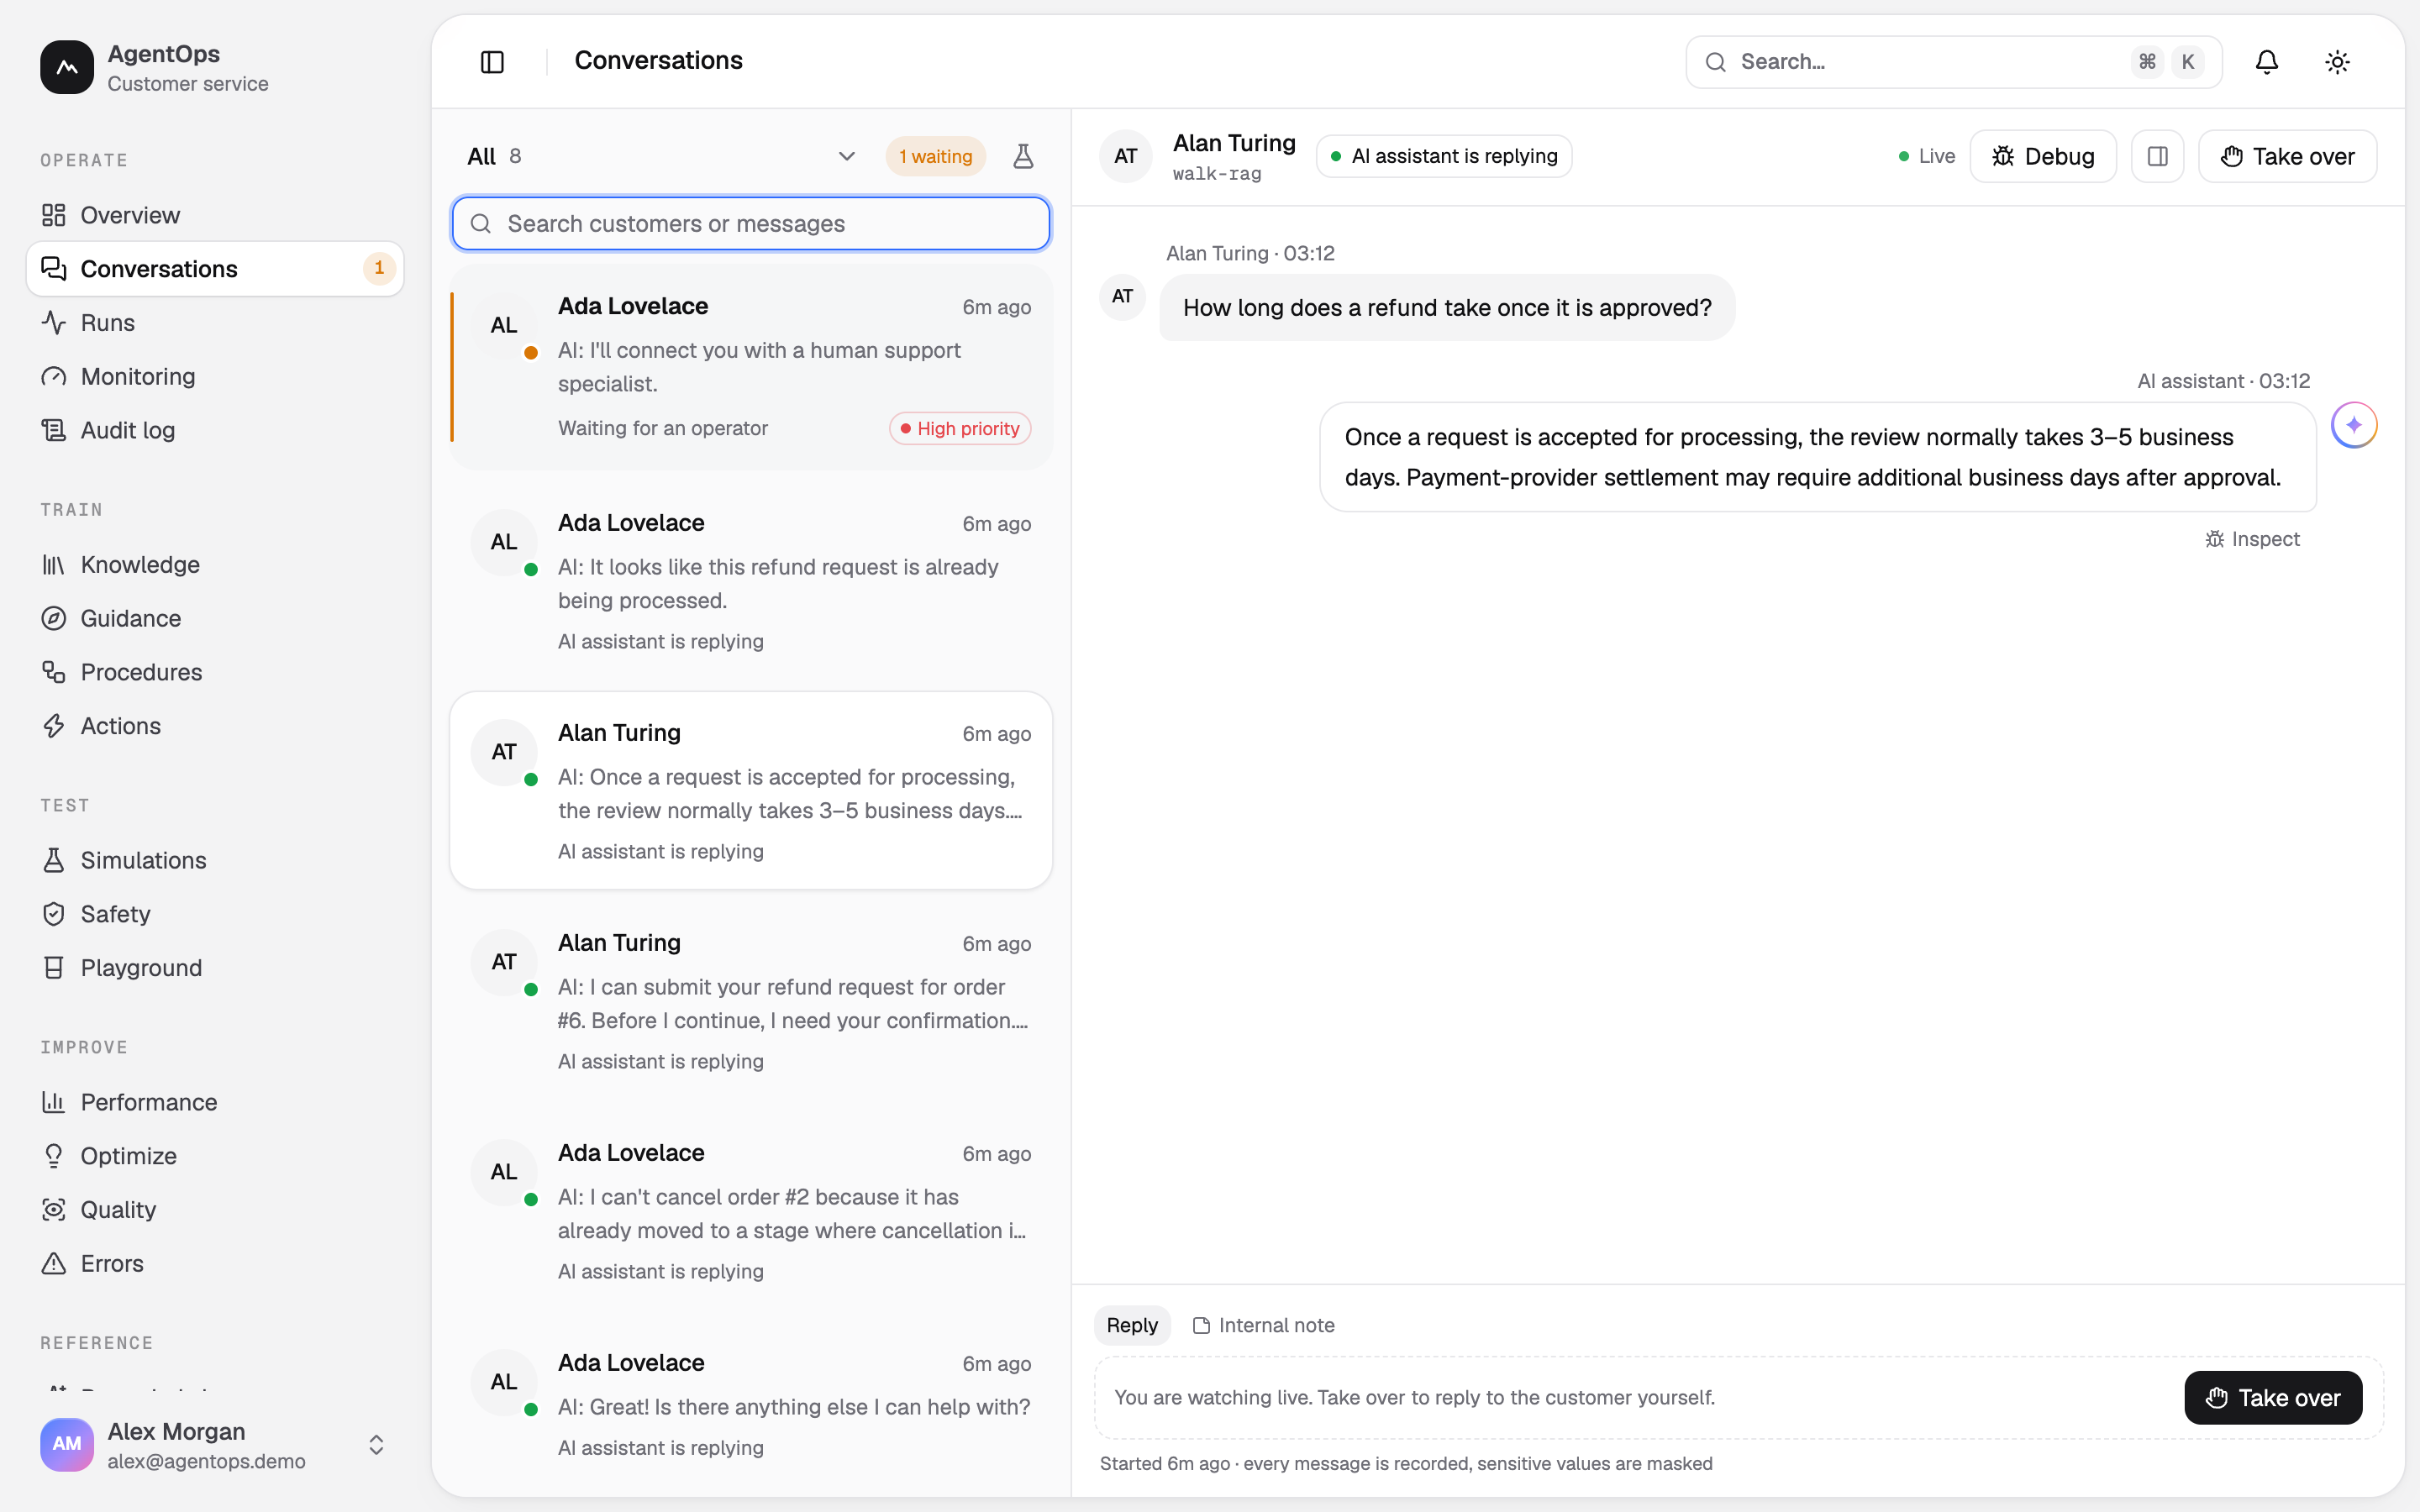 AgentOps
Customer service
OPERATE
Overview
Conversations 1
Runs
Monitoring
Audit log
TRAIN
Knowledge
Guidance
Procedures
Actions
TEST
Simulations
Safety
Playground
IMPROVE
Performance
Optimize
Quality
Errors
REFERENCE
AM
Alex Morgan
alex@agentops.demo
Conversations
Search...
⌘ K
All 8
1 waiting
Search customers or messages
AL
Ada Lovelace 6m ago
AI: I'll connect you with a human support
specialist.
Waiting for an operator High priority
AL
Ada Lovelace 6m ago
AI: It looks like this refund request is already
being processed.
AI assistant is replying
AT
Alan Turing 6m ago
AI: Once a request is accepted for processing,
the review normally takes 3–5 business days....
AI assistant is replying
AT
Alan Turing 6m ago
AI: I can submit your refund request for order
#6. Before I continue, I need your confirmation....
AI assistant is replying
AL
Ada Lovelace 6m ago
AI: I can't cancel order #2 because it has
already moved to a stage where cancellation i...
AI assistant is replying
AL
Ada Lovelace 6m ago
AI: Great! Is there anything else I can help with?
AI assistant is replying
AT
Alan Turing
walk-rag
AI assistant is replying
Live
Debug
Take over
Alan Turing · 03:12
AT
How long does a refund take once it is approved?
AI assistant · 03:12
Once a request is accepted for processing, the review normally takes 3–5 business
days. Payment-provider settlement may require additional business days after approval.
Inspect
Reply
Internal note
You are watching live. Take over to reply to the customer yourself.
Take over
Started 6m ago · every message is recorded, sensitive values are masked